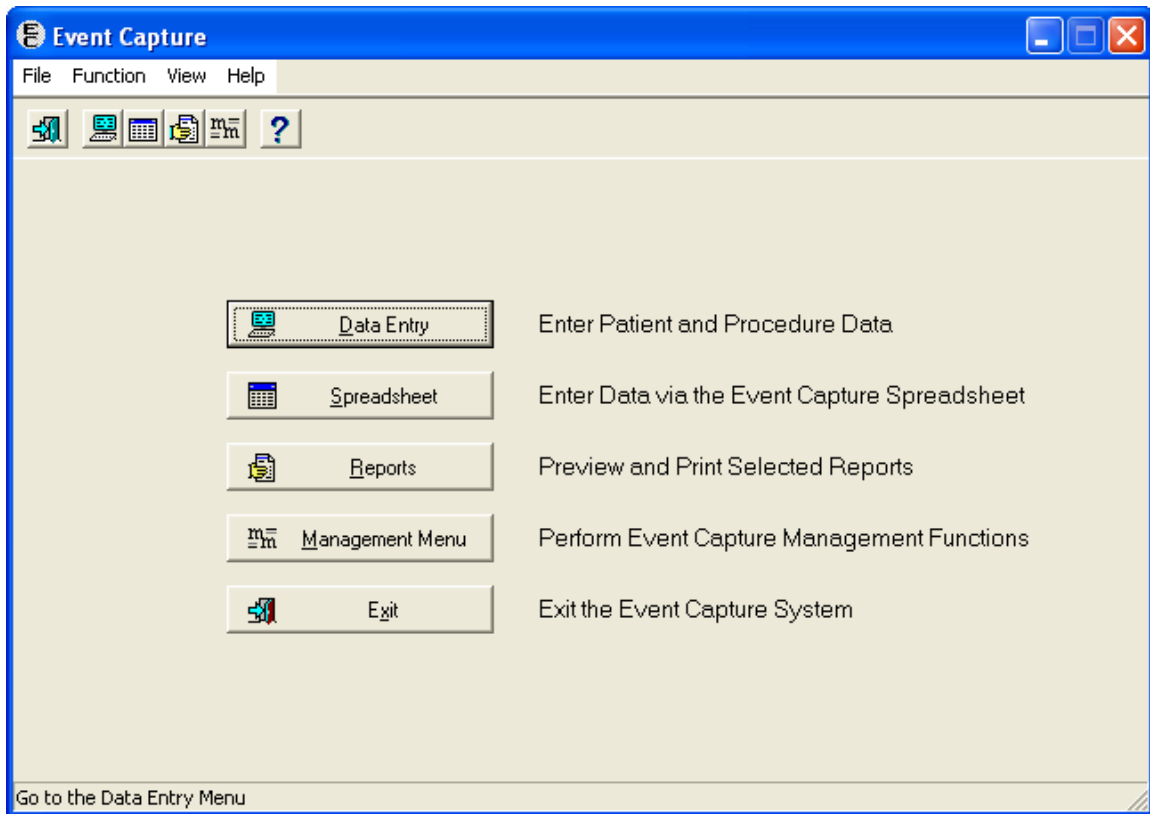 Event Capture
File Function View Help
?
Data Entry Enter Patient and Procedure Data
Spreadsheet Enter Data via the Event Capture Spreadsheet
Reports Preview and Print Selected Reports
Management Menu Perform Event Capture Management Functions
Exit Exit the Event Capture System
Go to the Data Entry Menu